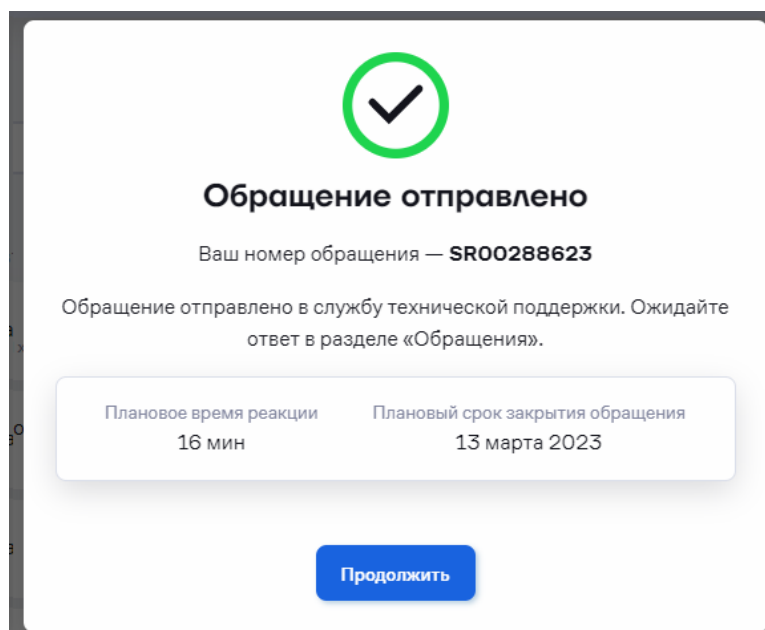 Обращение отправлено
Ваш номер обращения — SR00288623
Обращение отправлено в службу технической поддержки. Ожидайте
ответ в разделе «Обращения».
Плановое время реакции
16 мин
Плановый срок закрытия обращения
13 марта 2023
Продолжить